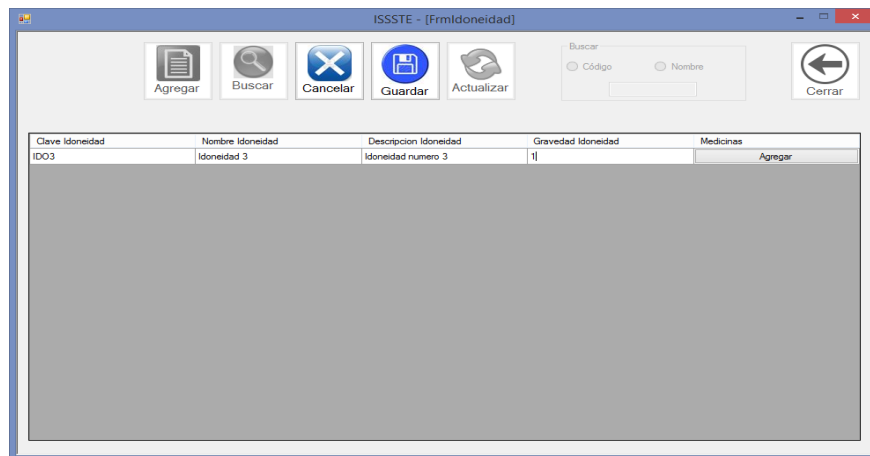 ISSSTE - [FrmIdoneidad]
Agregar
Buscar
Cancelar
Guardar
Actualizar
Buscar
Código Nombre
Cerrar
Clave Idoneidad Nombre Idoneidad Descripcion Idoneidad Gravedad Idoneidad Medicinas
IDO3 Idoneidad 3 Idoneidad numero 3 1 Agregar